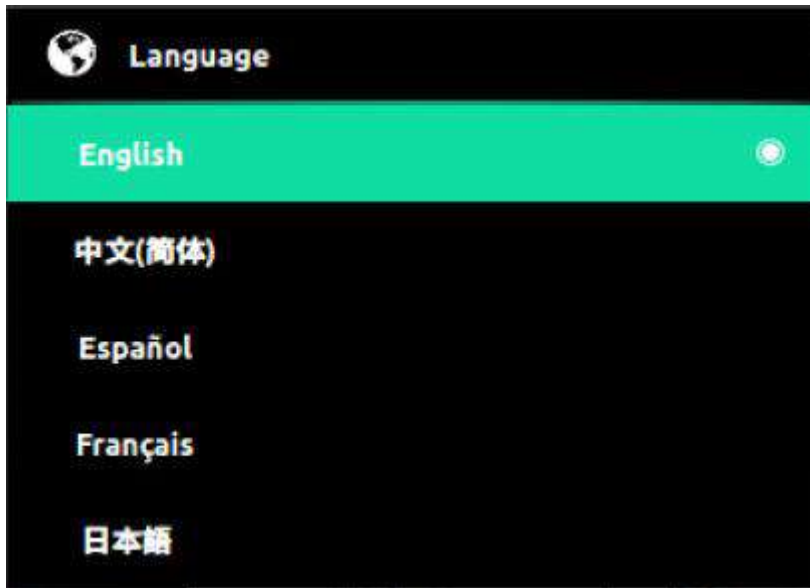 Language
English
中文(简体)
Español
Français
日本語